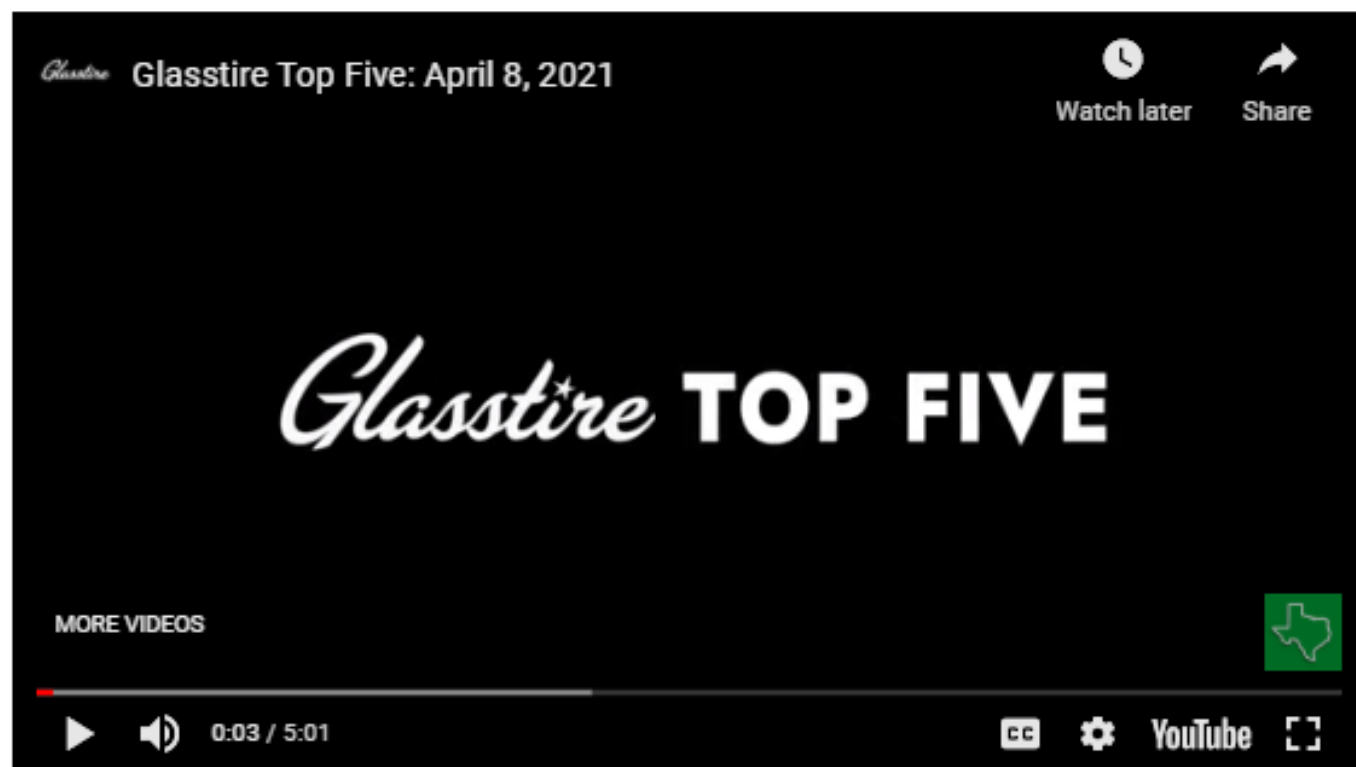 Glasstire Glasstire Top Five: April 8, 2021
Watch later Share
Glasstire TOP FIVE
MORE VIDEOS
0:03 / 5:01 CC YouTube